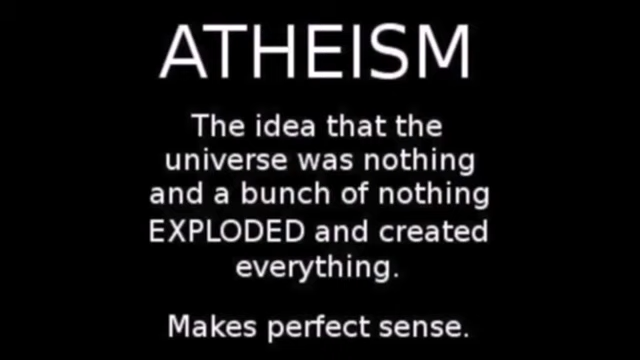 ATHEISM
The idea that the
universe was nothing
and a bunch of nothing
EXPLODED and created
everything.
Makes perfect sense.